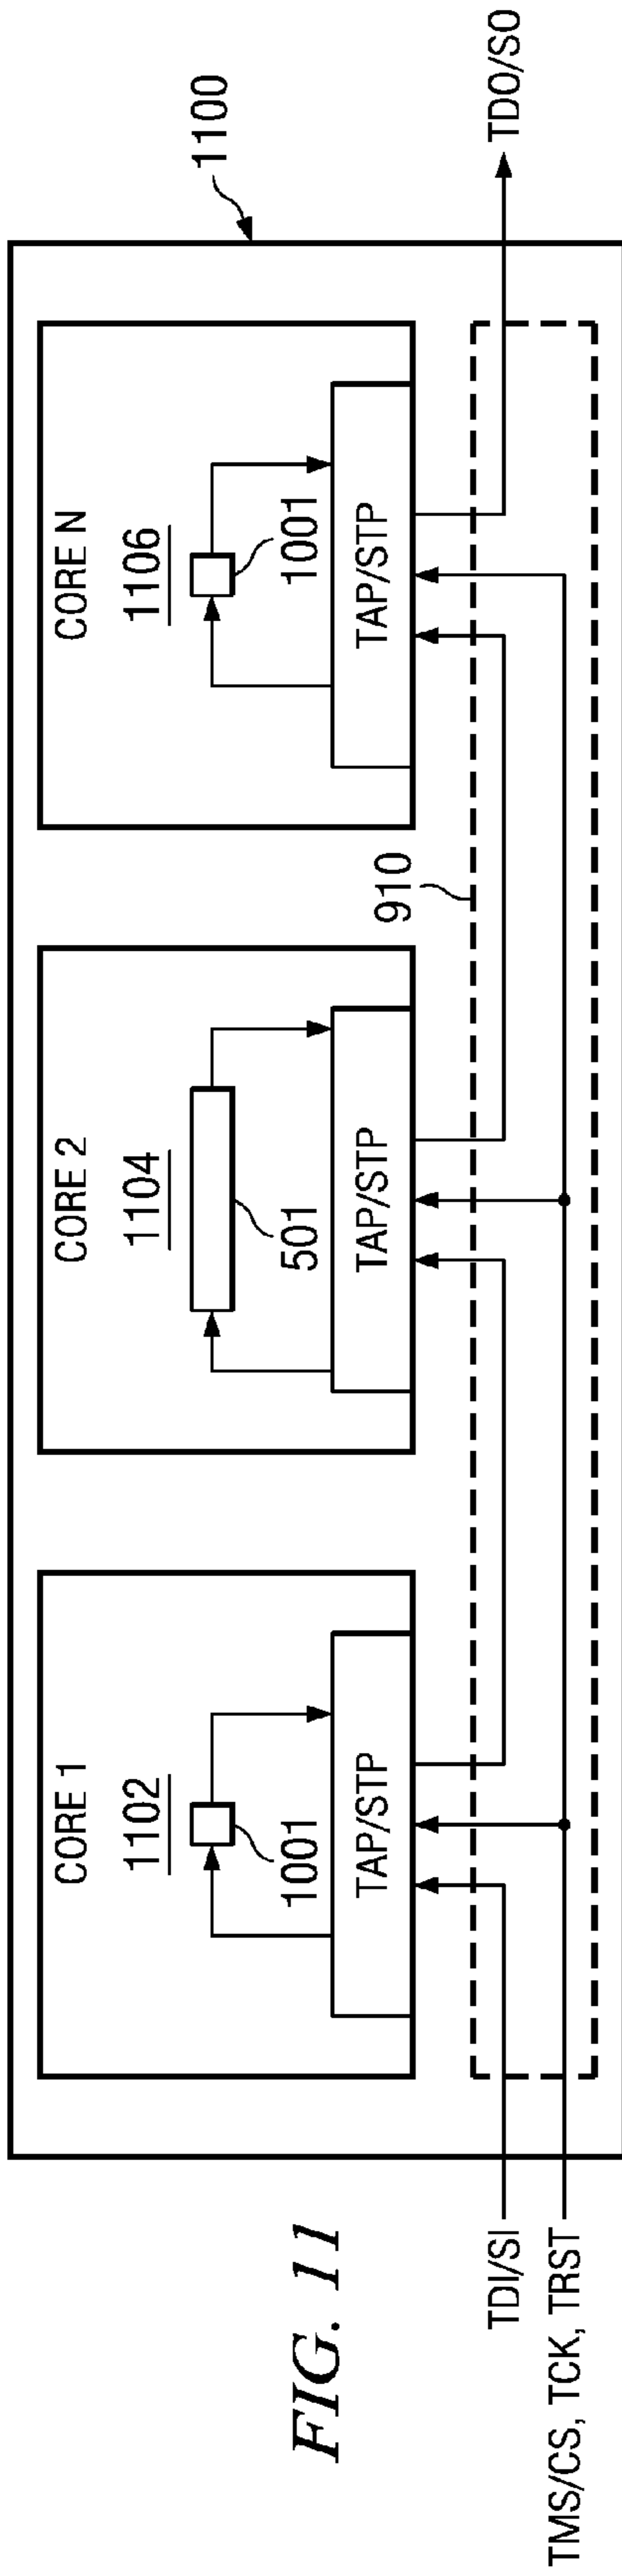 FIG. 11
1100
CORE 1
1102
1001
TAP/STP
CORE 2
1104
501
TAP/STP
CORE N
1106
1001
TAP/STP
910
TDI/SI
TDO/SO
TMS/CS, TCK, TRST